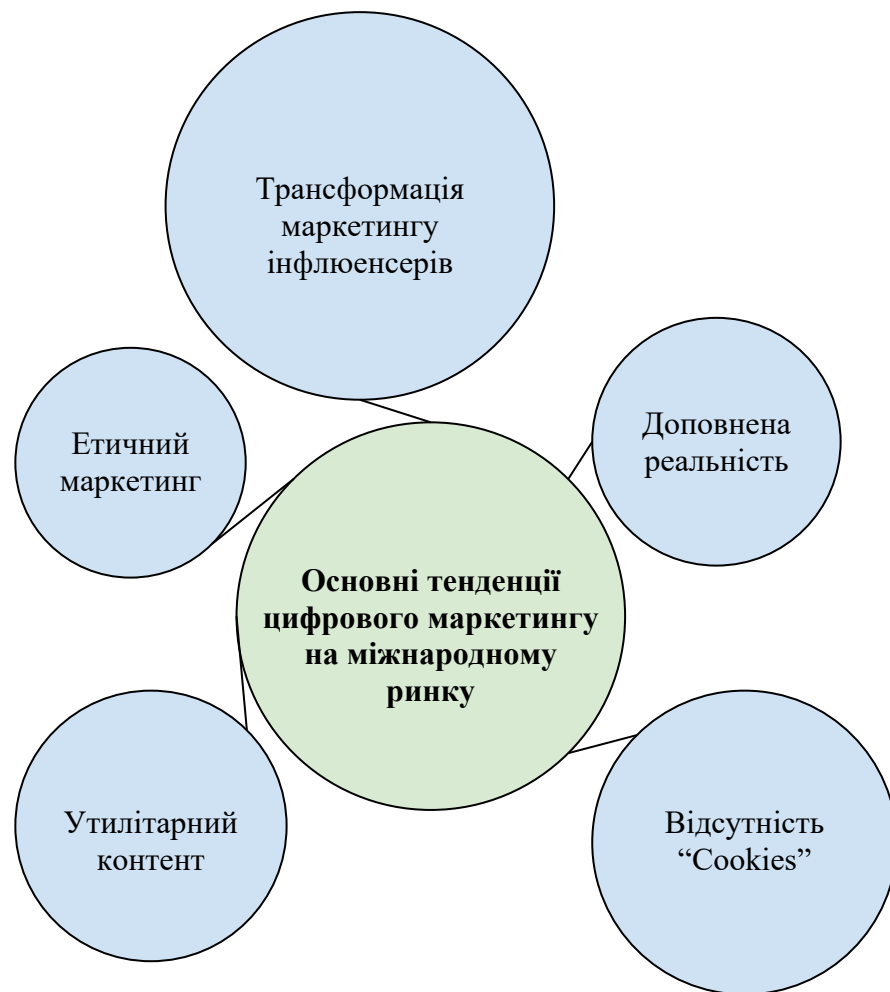 Трансформація
маркетингу
інфлюенсерів
Етичний
маркетинг
Доповнена
реальність
Основні тенденції
цифрового маркетингу
на міжнародному
ринку
Утилітарний
контент
Відсутність
“Cookies”